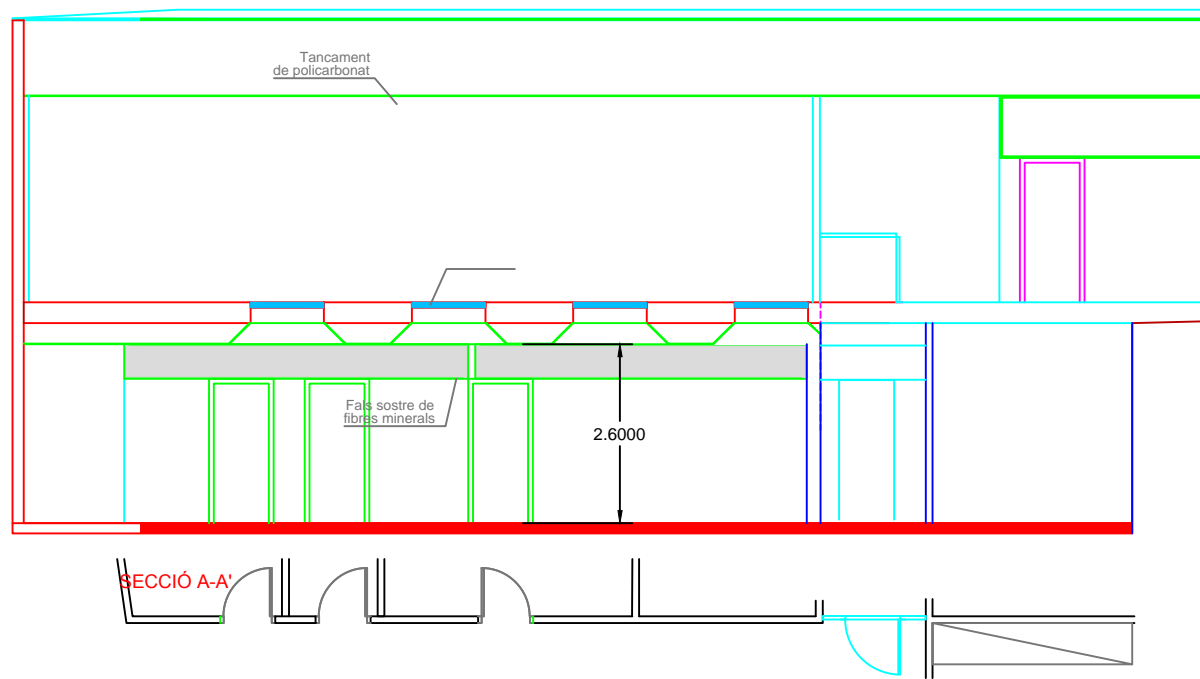 Tancament
de policarbonat
Fals sostre de
fibres minerals
2.6000
SECCIÓ A-A'